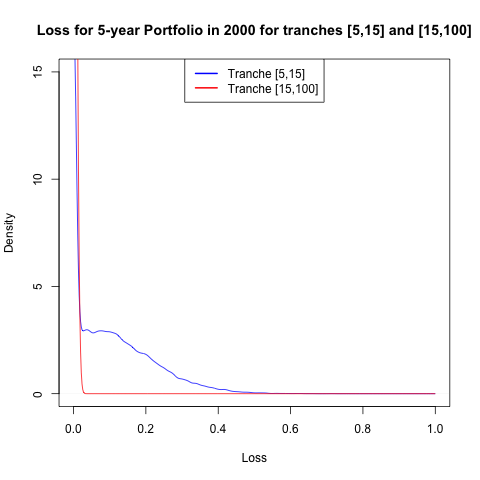 Loss for 5-year Portfolio in 2000 for tranches [5,15] and [15,100]
Tranche [5,15]
Tranche [15,100]
15
10
5
0
Density
0.0 0.2 0.4 0.6 0.8 1.0
Loss